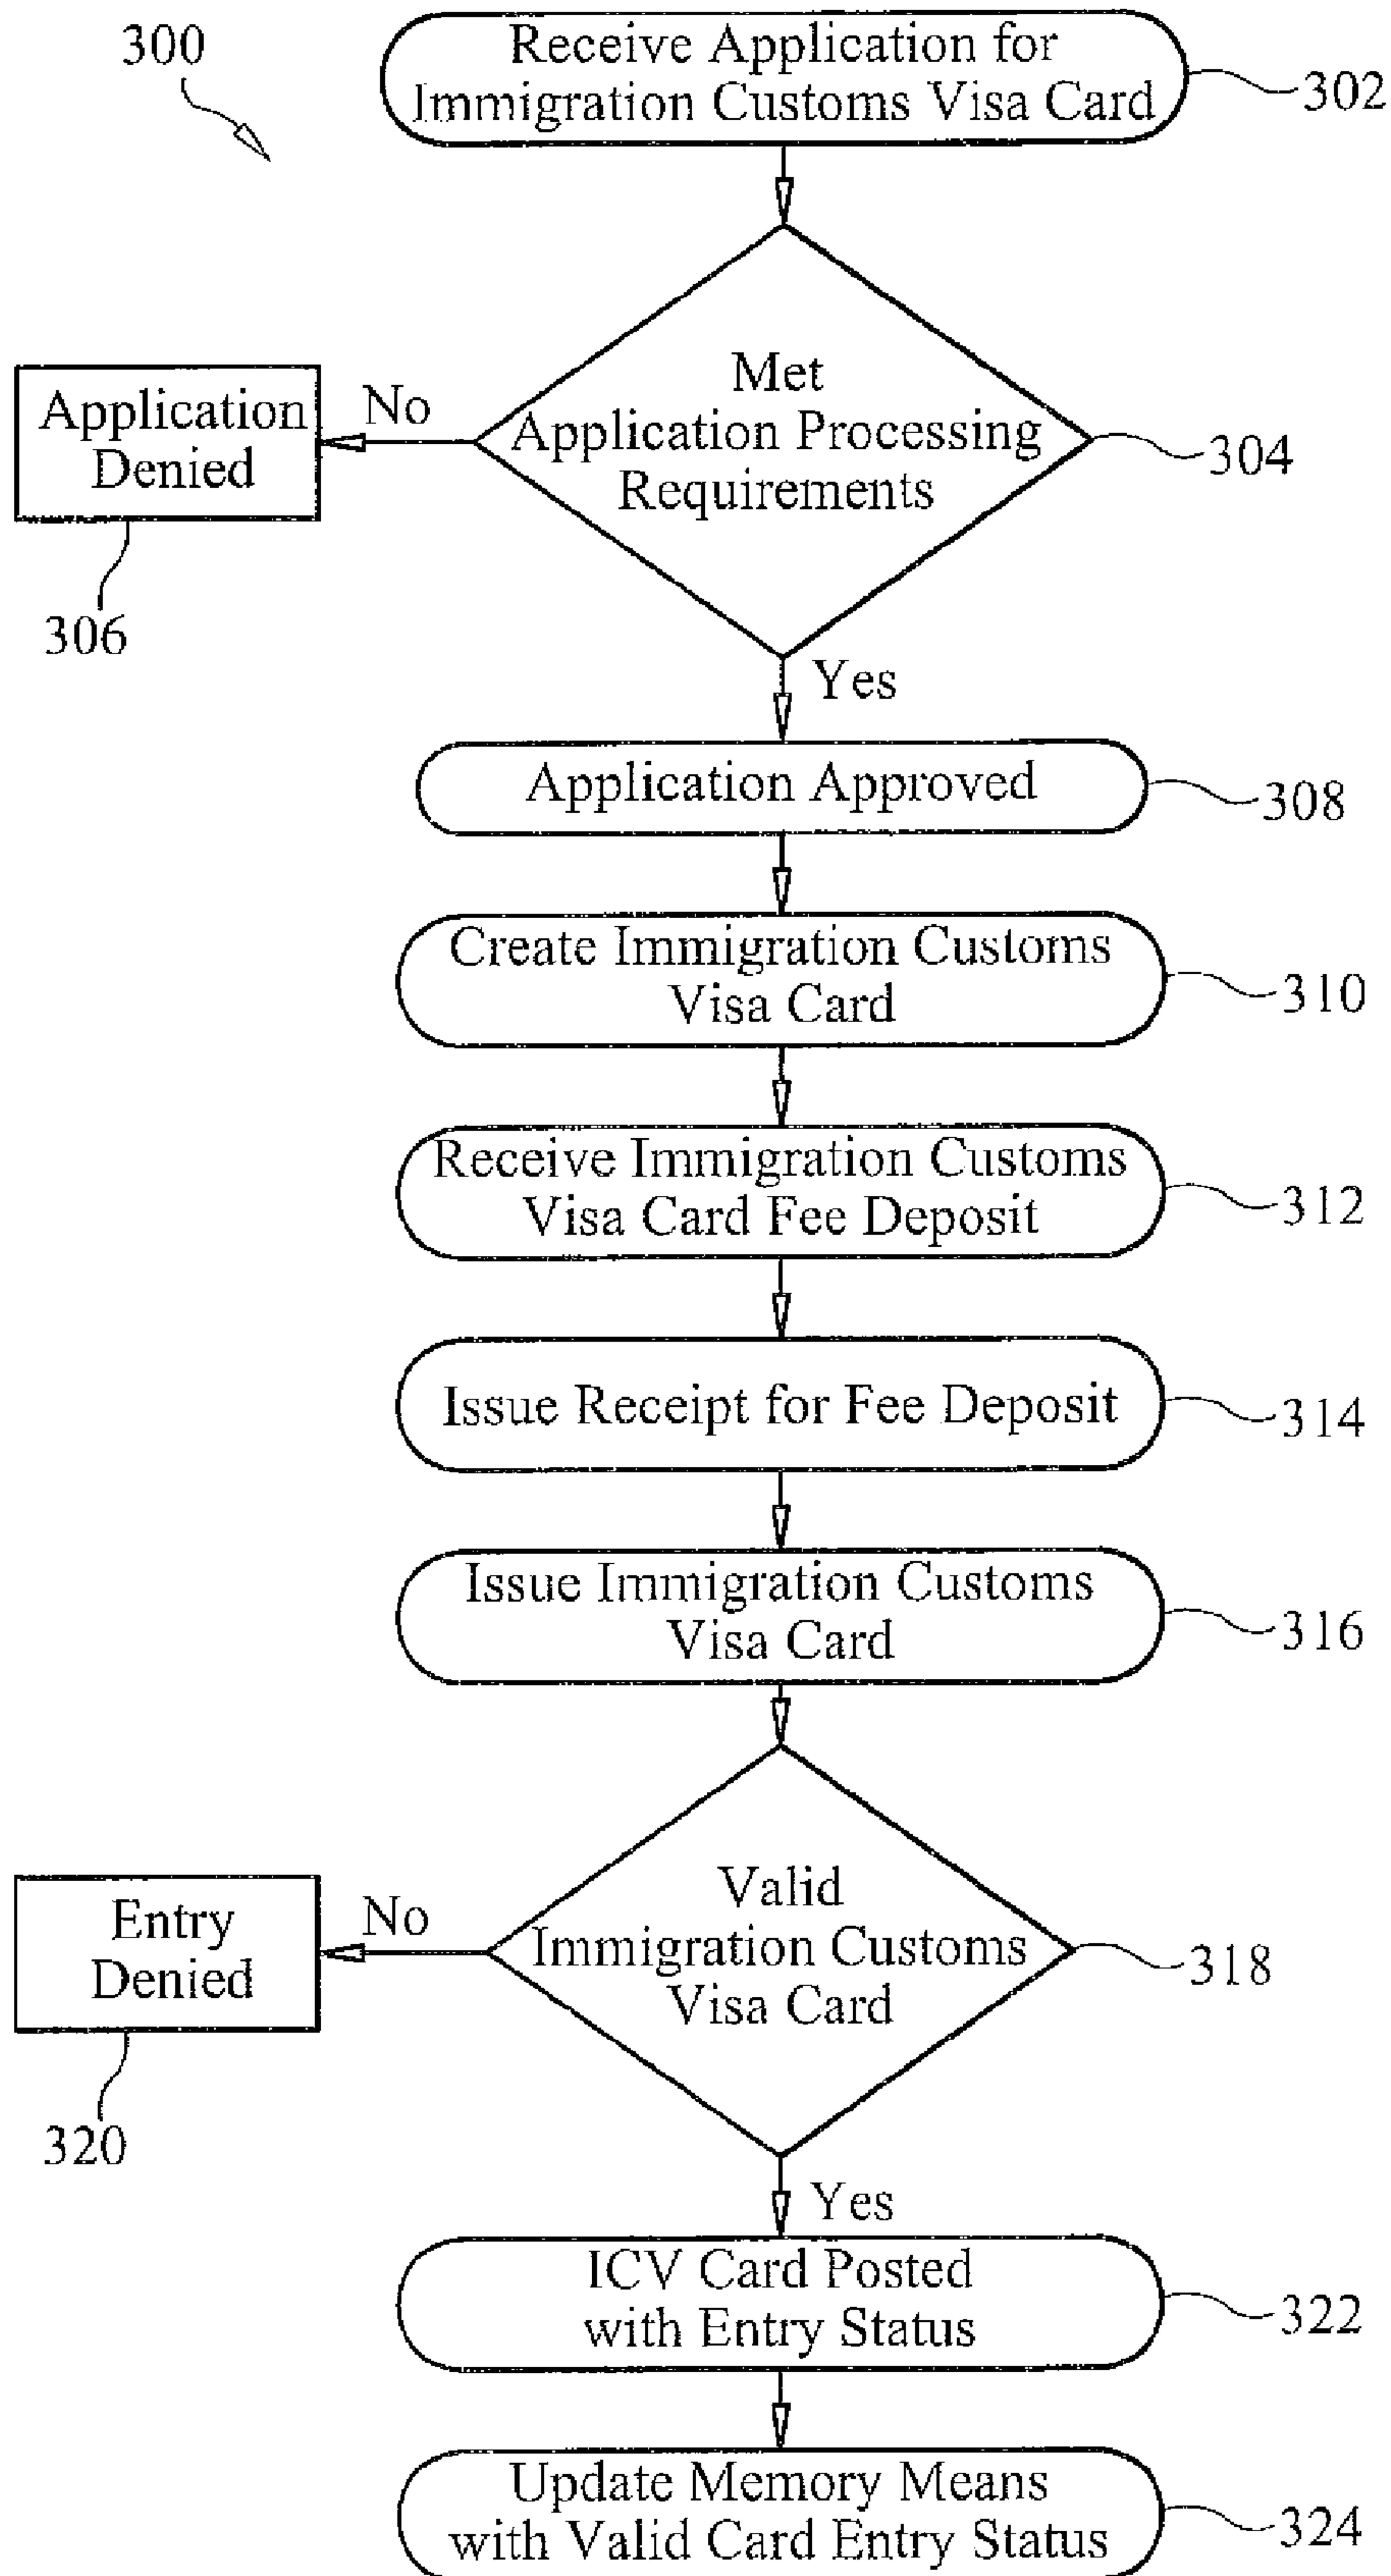 300
Receive Application for
Immigration Customs Visa Card
302
Met
Application Processing
Requirements
304
No
Application
Denied
306
Yes
Application Approved
308
Create Immigration Customs
Visa Card
310
Receive Immigration Customs
Visa Card Fee Deposit
312
Issue Receipt for Fee Deposit
314
Issue Immigration Customs
Visa Card
316
Valid
Immigration Customs
Visa Card
318
No
Entry
Denied
320
Yes
ICV Card Posted
with Entry Status
322
Update Memory Means
with Valid Card Entry Status
324